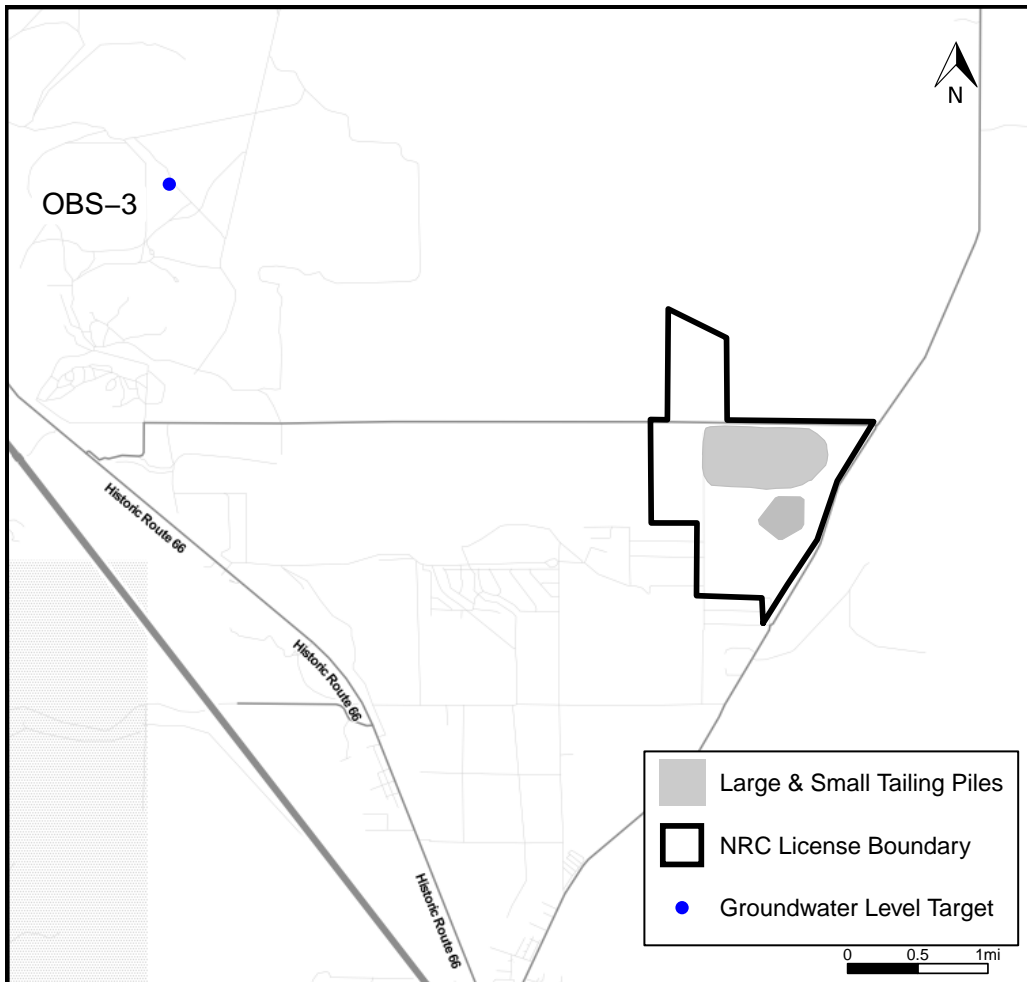 N
OBS−3
Historic Route 66
Historic Route 66
Historic Route 66
Large & Small Tailing Piles
NRC License Boundary
Groundwater Level Target
0 0.5 1mi